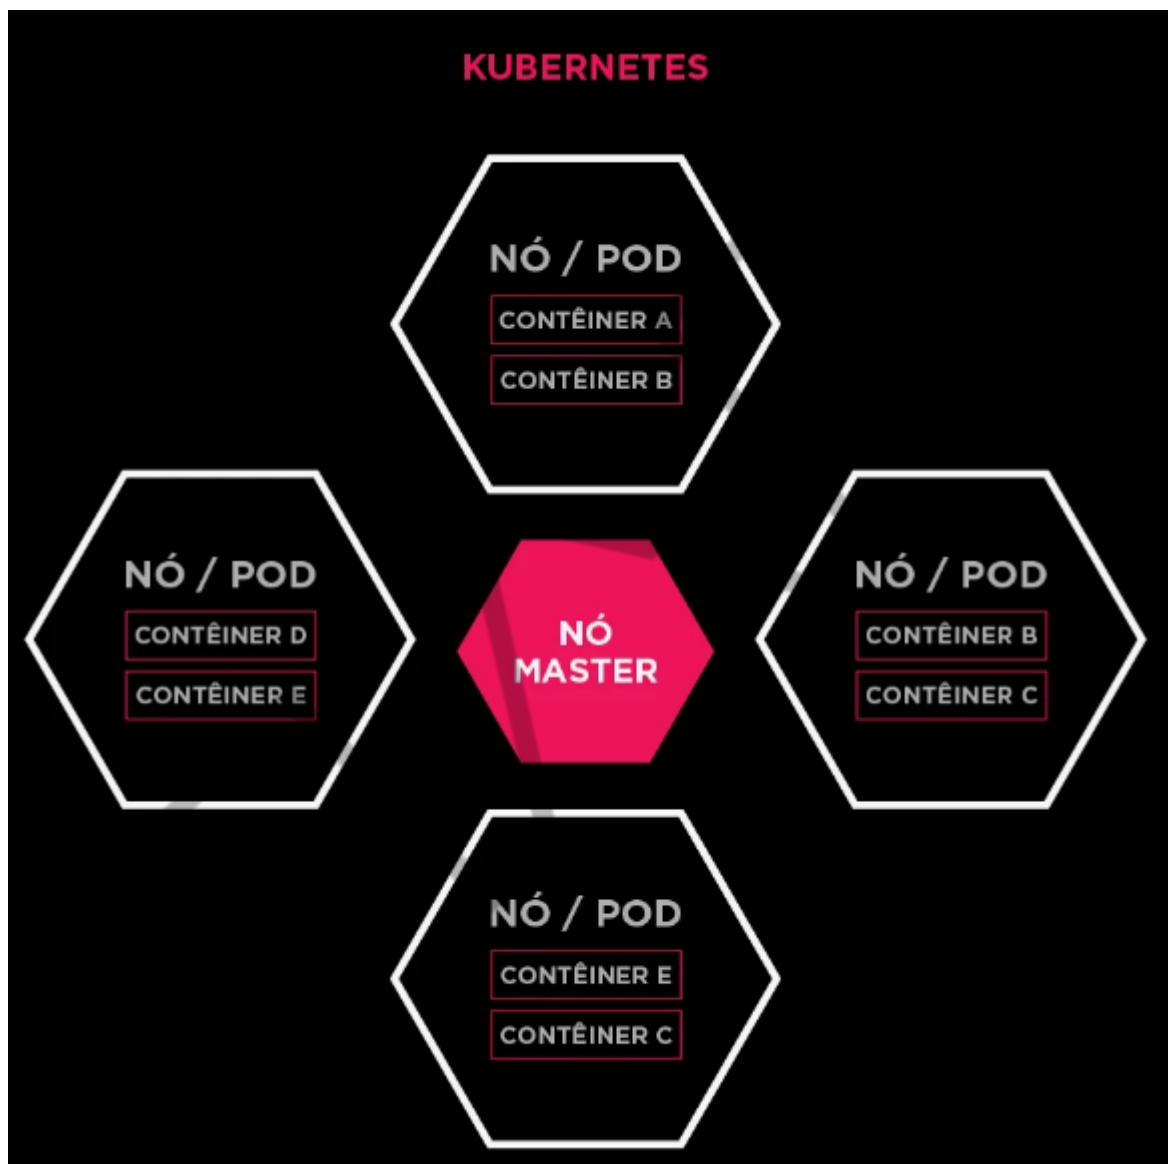 KUBERNETES
NÓ / POD
CONTÊINER A
CONTÊINER B
NÓ / POD
CONTÊINER D
CONTÊINER E
NÓ
MASTER
NÓ / POD
CONTÊINER B
CONTÊINER C
NÓ / POD
CONTÊINER E
CONTÊINER C